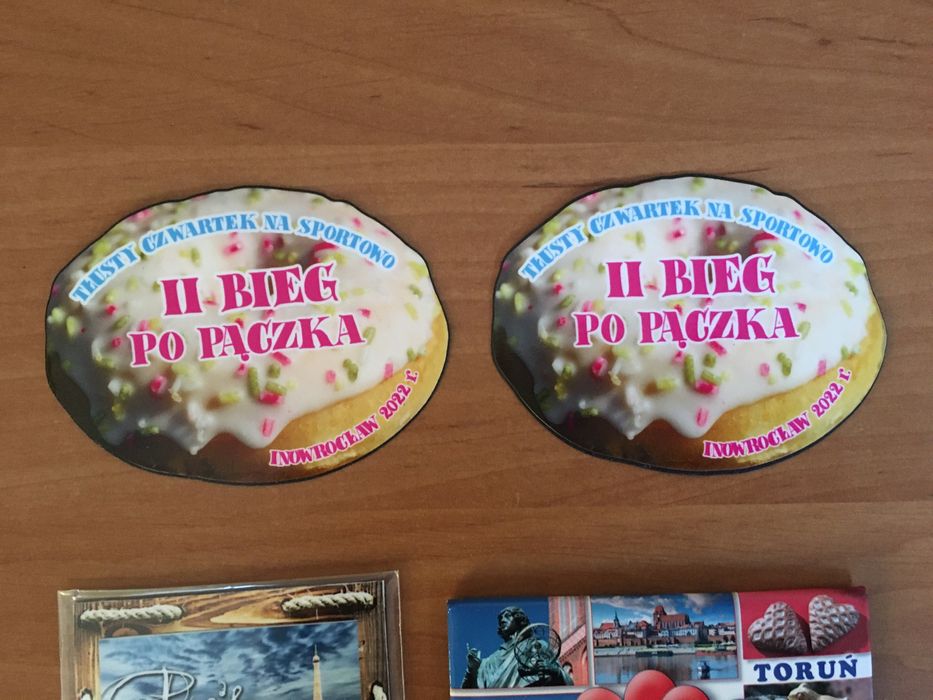 TŁUSTY CZWARTEK NA SPORTOWO
II BIEG
PO PĄCZKA
INOWROCŁAW 2022 r.
TŁUSTY CZWARTEK NA SPORTOWO
II BIEG
PO PĄCZKA
INOWROCŁAW 2022 r.
TORUŃ